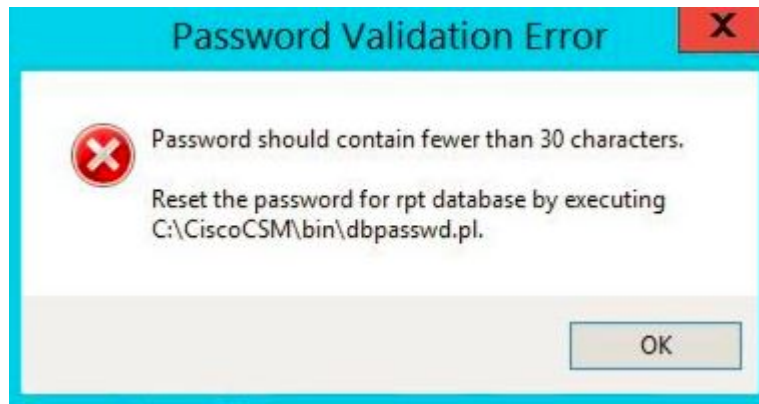 Password Validation Error
X
Password should contain fewer than 30 characters.
Reset the password for rpt database by executing
C:\CiscoCSM\bin\dbpasswd.pl.
OK